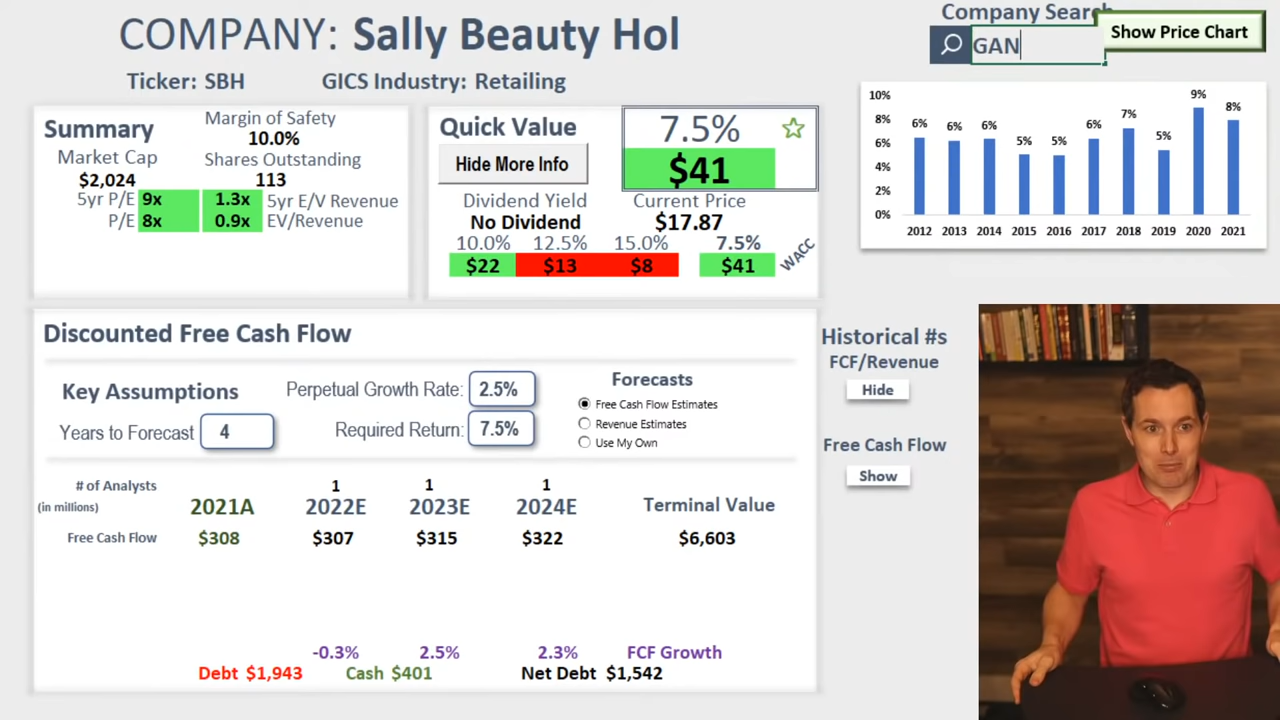 COMPANY: Sally Beauty Hol
Ticker: SBH
GICS Industry: Retailing
Company Searc
GAN
Show Price Chart
Summary
Margin of Safety
10.0%
Market Cap
Shares Outstanding
$2,024
113
5yr P/E 9x
1.3x 5yr E/V Revenue
P/E 8x
0.9x EV/Revenue
Quick Value
7.5%
Hide More Info
$41
Dividend Yield
Current Price
No Dividend
$17.87
10.0% 12.5% 15.0% 7.5%
$22 $13 $8 $41
WACC
10%
8%
6%
4%
2%
0%
6% 6% 6% 5% 5% 6% 7% 5% 9% 8%
2012 2013 2014 2015 2016 2017 2018 2019 2020 2021
Discounted Free Cash Flow
Key Assumptions
Years to Forecast 4
Perpetual Growth Rate: 2.5%
Required Return: 7.5%
Forecasts
Free Cash Flow Estimates
Revenue Estimates
Use My Own
Historical #s
FCF/Revenue
Hide
Free Cash Flow
Show
# of Analysts 1 1 1
(in millions) 2021A 2022E 2023E 2024E Terminal Value
Free Cash Flow $308 $307 $315 $322 $6,603
-0.3% 2.5% 2.3% FCF Growth
Debt $1,943 Cash $401 Net Debt $1,542